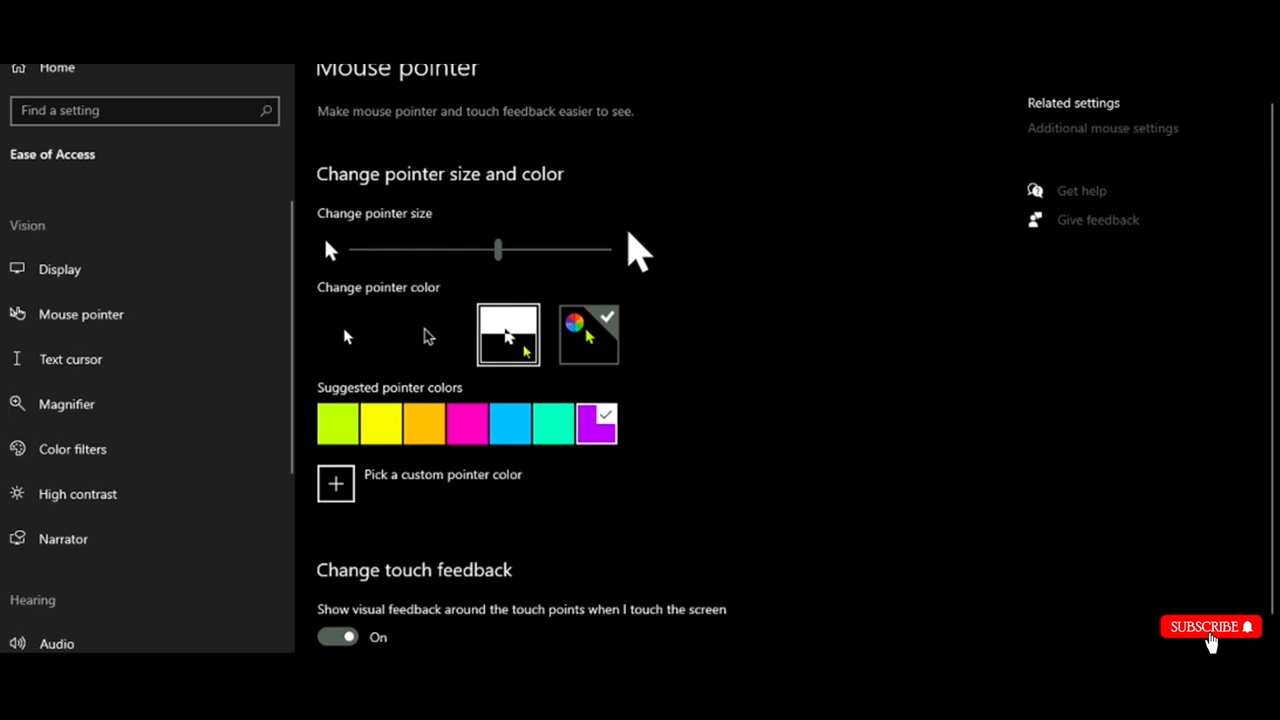 Home
Find a setting
Ease of Access
Vision
Display
Mouse pointer
Text cursor
Magnifier
Color filters
High contrast
Narrator
Hearing
Audio
Mouse pointer
Make mouse pointer and touch feedback easier to see.
Change pointer size and color
Change pointer size
Change pointer color
Suggested pointer colors
Pick a custom pointer color
Change touch feedback
Show visual feedback around the touch points when I touch the screen
On
Related settings
Additional mouse settings
Get help
Give feedback
SUBSCRIBE